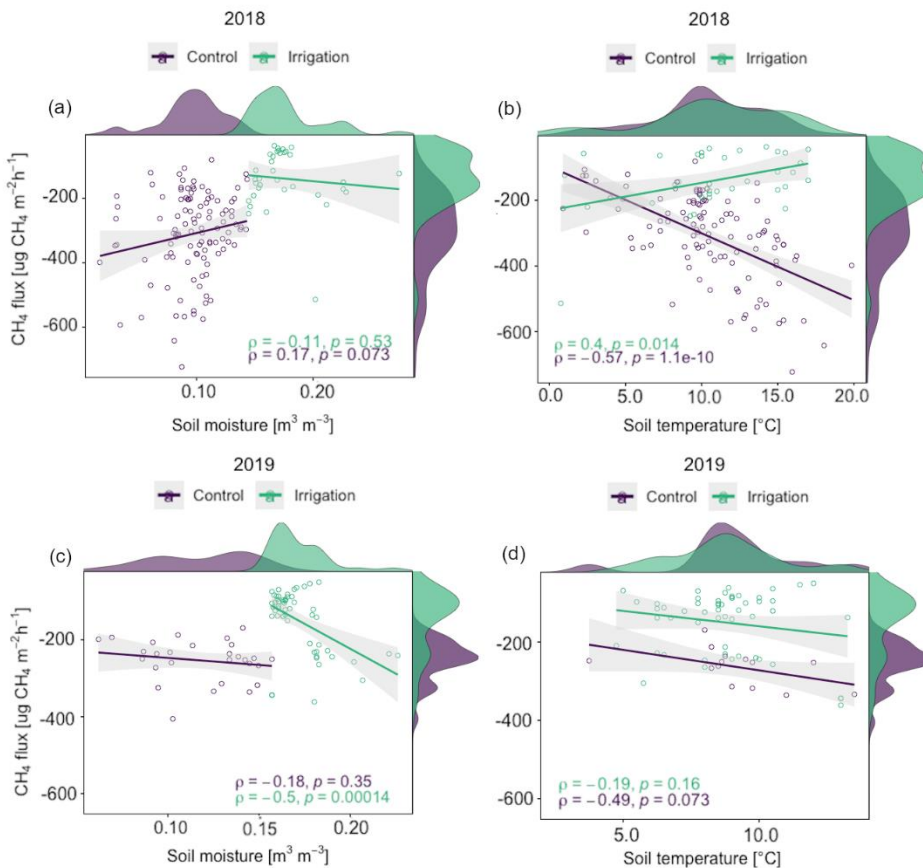 2018
Control Irrigation
(a)
CH₄ flux [ug CH₄ m⁻²h⁻¹]
-200
-400
-600
ρ = −0.11, p = 0.53
ρ = 0.17, p = 0.073
0.10 0.20
Soil moisture [m³ m⁻³]
2018
Control Irrigation
(b)
-200
-400
-600
ρ = 0.4, p = 0.014
ρ = −0.57, p = 1.1e-10
0.0 5.0 10.0 15.0 20.0
Soil temperature [°C]
2019
Control Irrigation
(c)
CH₄ flux [ug CH₄ m⁻²h⁻¹]
-200
-400
-600
ρ = −0.18, p = 0.35
ρ = −0.5, p = 0.00014
0.10 0.15 0.20
Soil moisture [m³ m⁻³]
2019
Control Irrigation
(d)
-200
-400
-600
ρ = −0.19, p = 0.16
ρ = −0.49, p = 0.073
5.0 10.0
Soil temperature [°C]